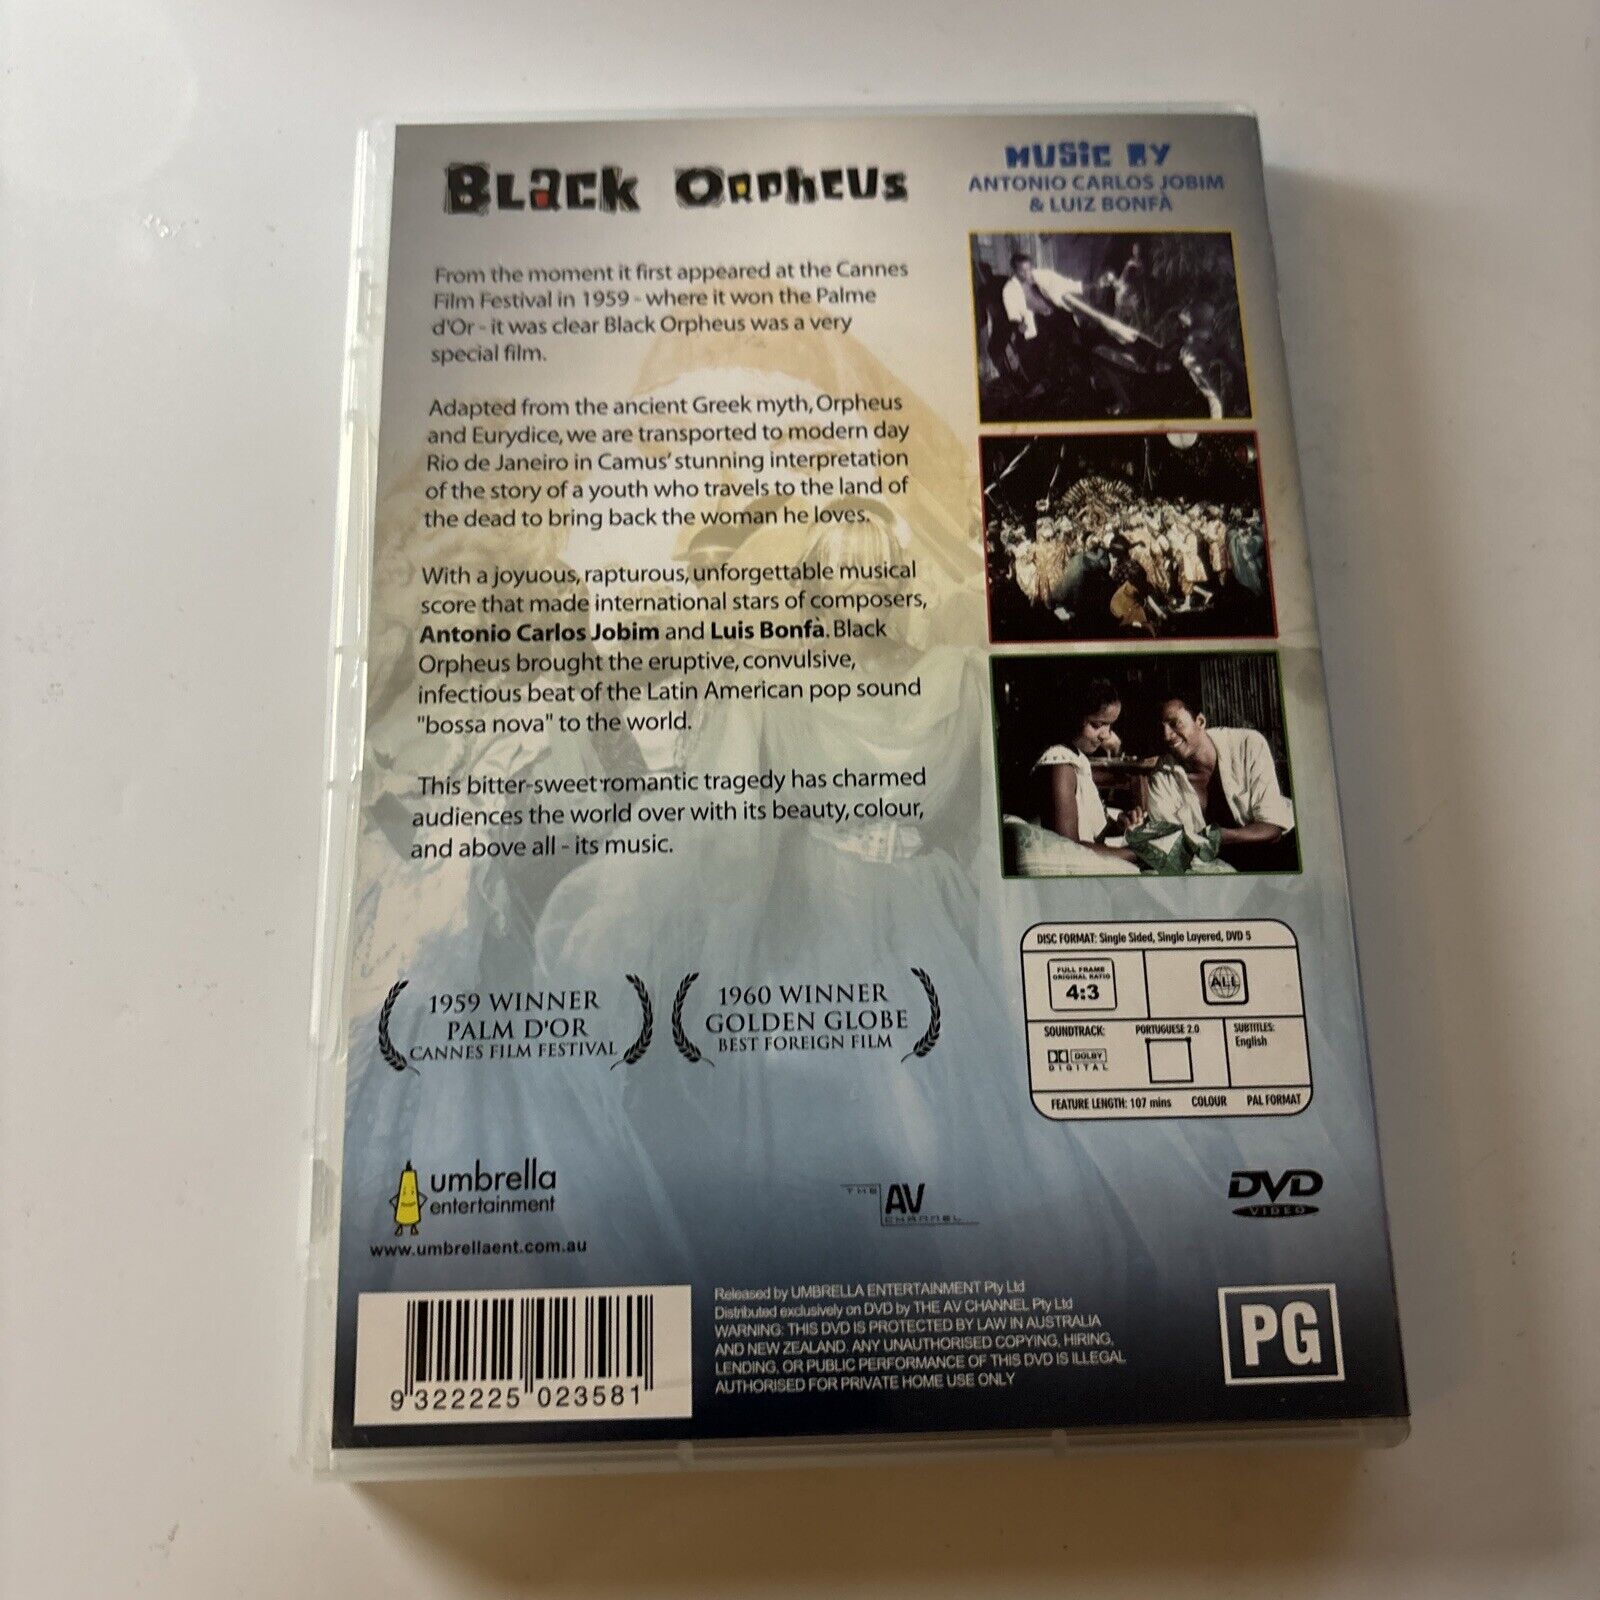 BLack ORPHEUS
MUSIC BY
ANTONIO CARLOS JOBIM
& LUIZ BONFÀ
From the moment it first appeared at the Cannes
Film Festival in 1959 - where it won the Palme
d'Or - it was clear Black Orpheus was a very
special film.
Adapted from the ancient Greek myth, Orpheus
and Eurydice, we are transported to modern day
Rio de Janeiro in Camus' stunning interpretation
of the story of a youth who travels to the land of
the dead to bring back the woman he loves.
With a joyuous, rapturous, unforgettable musical
score that made international stars of composers,
Antonio Carlos Jobim and Luis Bonfà. Black
Orpheus brought the eruptive, convulsive,
infectious beat of the Latin American pop sound
"bossa nova" to the world.
This bitter-sweet romantic tragedy has charmed
audiences the world over with its beauty, colour,
and above all - its music.
1959 WINNER
PALM D'OR
CANNES FILM FESTIVAL
1960 WINNER
GOLDEN GLOBE
BEST FOREIGN FILM
DISC FORMAT: Single Sided, Single Layered, DVD 5
FULL FRAME
ORIGINAL RATIO
4:3
ALL
SOUNDTRACK:
DOLBY
DIGITAL
PORTUGUESE 2.0
SUBTITLES:
English
FEATURE LENGTH: 107 mins COLOUR PAL FORMAT
umbrella
entertainment
www.umbrellaent.com.au
THE
AV
CHANNEL
DVD
VIDEO
9 322225 023581
Released by UMBRELLA ENTERTAINMENT Pty Ltd
Distributed exclusively on DVD by THE AV CHANNEL Pty Ltd
WARNING: THIS DVD IS PROTECTED BY LAW IN AUSTRALIA
AND NEW ZEALAND. ANY UNAUTHORISED COPYING, HIRING,
LENDING, OR PUBLIC PERFORMANCE OF THIS DVD IS ILLEGAL
AUTHORISED FOR PRIVATE HOME USE ONLY
PG